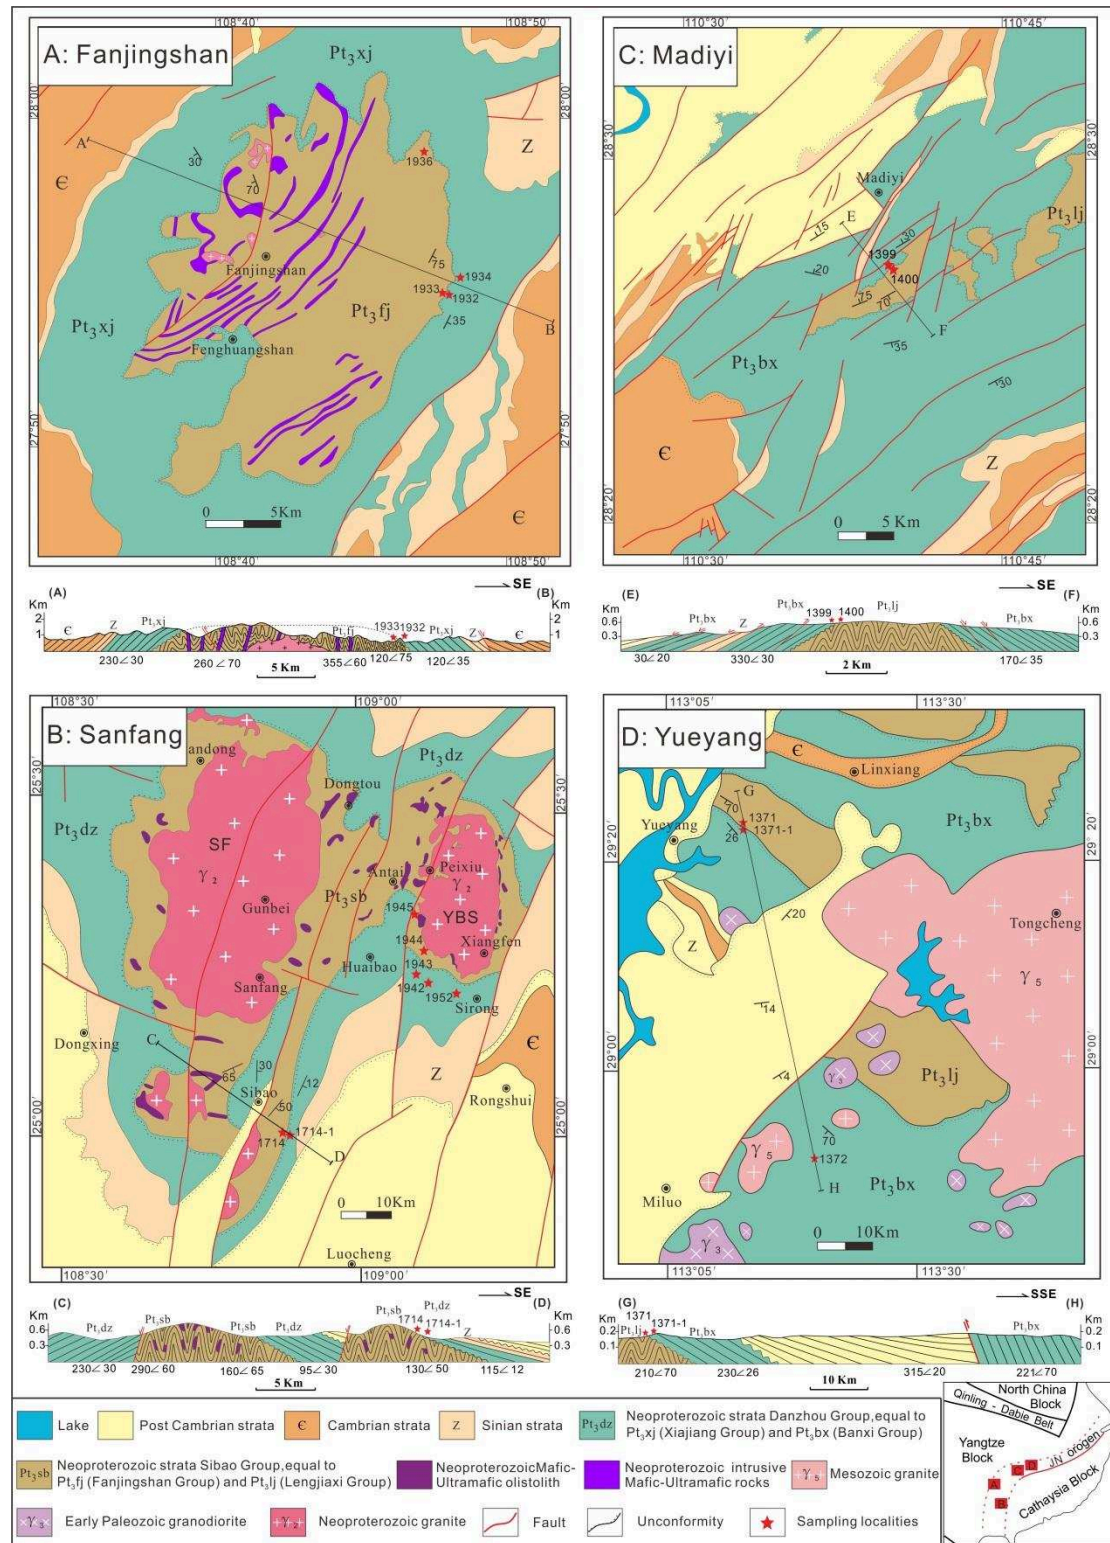 108°40′
108°50′
A: Fanjingshan
Pt3xj
28°00′
28°00′
A′
30
Z
Є
1936
70
Fanjingshan
75
1934
1933
1932
Pt3xj
Pt3fj
35
B
Fenghuangshan
27°50′
27°50′
0
5Km
Є
108°40′
108°50′
110°30′
110°45′
C: Madiyi
28°30′
28°30′
Madiyi
Pt3lj
E
15
30
1399
20
1400
75
70
F
Pt3bx
35
30
Є
Z
28°20′
28°20′
0
5 Km
110°30′
110°45′
SE
Km
(A)
(B)
Km
2
1
Є
Z
Pt3xj
Pt3fj
1933
1932
Pt3xj
Z
Є
2
1
230∠30
260∠70
355∠60
120∠75
120∠35
5 Km
SE
Km
(E)
(F)
Km
0.6
0.3
Pt3bx
Z
Pt3bx
1399
1400
Pt3lj
Pt3bx
0.6
0.3
30∠20
330∠30
170∠35
2 Km
108°30′
109°00′
B: Sanfang
andong
Pt3dz
25°30′
25°30′
Dongtou
Pt3dz
SF
γ2
Antai
Peixiu
γ2
Pt3sb
Gunbei
1945
YBS
1944
Xiangfen
Huaibao
1943
Sanfang
1942
1952
Sirong
Dongxing
C
Є
65
30
12
Z
Sibao
Rongshui
50
25°00′
25°00′
1714
1714-1
D
0
10Km
Luocheng
108°30′
109°00′
113°05′
113°30′
D: Yueyang
Є
Linxiang
G
70
1371
Yueyang
1371-1
26
Pt3bx
29°20′
29°20′
20
Tongcheng
Z
γ5
14
29°00′
29°00′
4
γ3
Pt3lj
70
γ5
1372
H
Pt3bx
Miluo
0
10Km
γ3
113°05′
113°30′
SE
Km
(C)
(D)
Km
0.6
0.3
Pt3dz
Pt3sb
Pt3sb
Pt3dz
Pt3sb
Pt3dz
1714
1714-1
Z
0.6
0.3
230∠30
290∠60
160∠65
95∠30
130∠50
115∠12
5 Km
SSE
Km
(G)
(H)
Km
1371
1371-1
0.2
0.1
Pt3lj
Pt3bx
Pt3bx
0.2
0.1
210∠70
230∠26
315∠20
221∠70
10 Km
Lake
Post Cambrian strata
Є
Cambrian strata
Z
Sinian strata
Pt3dz
Neoproterozoic strata Danzhou Group,equal to
Pt3xj (Xiajiang Group) and Pt3bx (Banxi Group)
Pt3sb
Neoproterozoic strata Sibao Group,equal to
Pt3fj (Fanjingshan Group) and Pt3lj (Lengjiaxi Group)
NeoproterozoicMafic-
Ultramafic olistolith
Neoproterozoic intrusive
Mafic-Ultramafic rocks
γ5
Mesozoic granite
γ3
Early Paleozoic granodiorite
γ2
Neoproterozoic granite
Fault
Unconformity
Sampling localities
North China
Block
Qinling - Dabie Belt
Yangtze
Block
JN orogen
C
D
A
B
Cathaysia Block